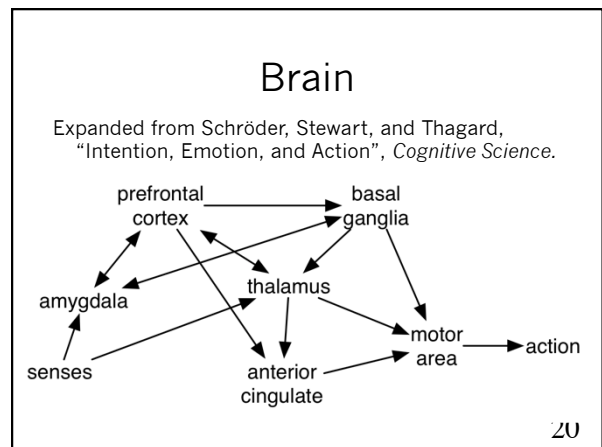 Brain
Expanded from Schröder, Stewart, and Thagard,
“Intention, Emotion, and Action”, Cognitive Science.
prefrontal
cortex
basal
ganglia
amygdala
thalamus
motor
area
action
senses
anterior
cingulate
20